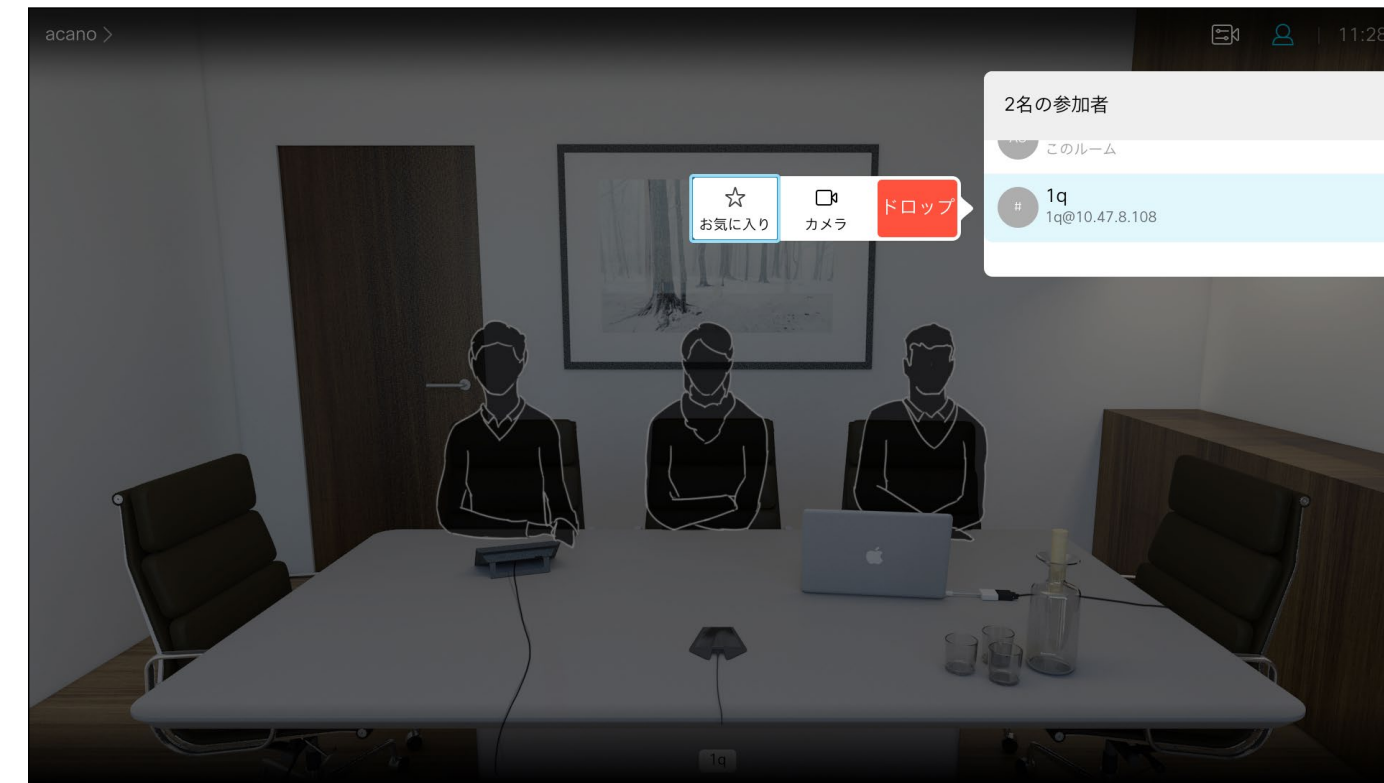 acano >
11:28
2名の参加者
このルーム
お気に入り
カメラ
ドロップ
#
1q
1q@10.47.8.108
1q